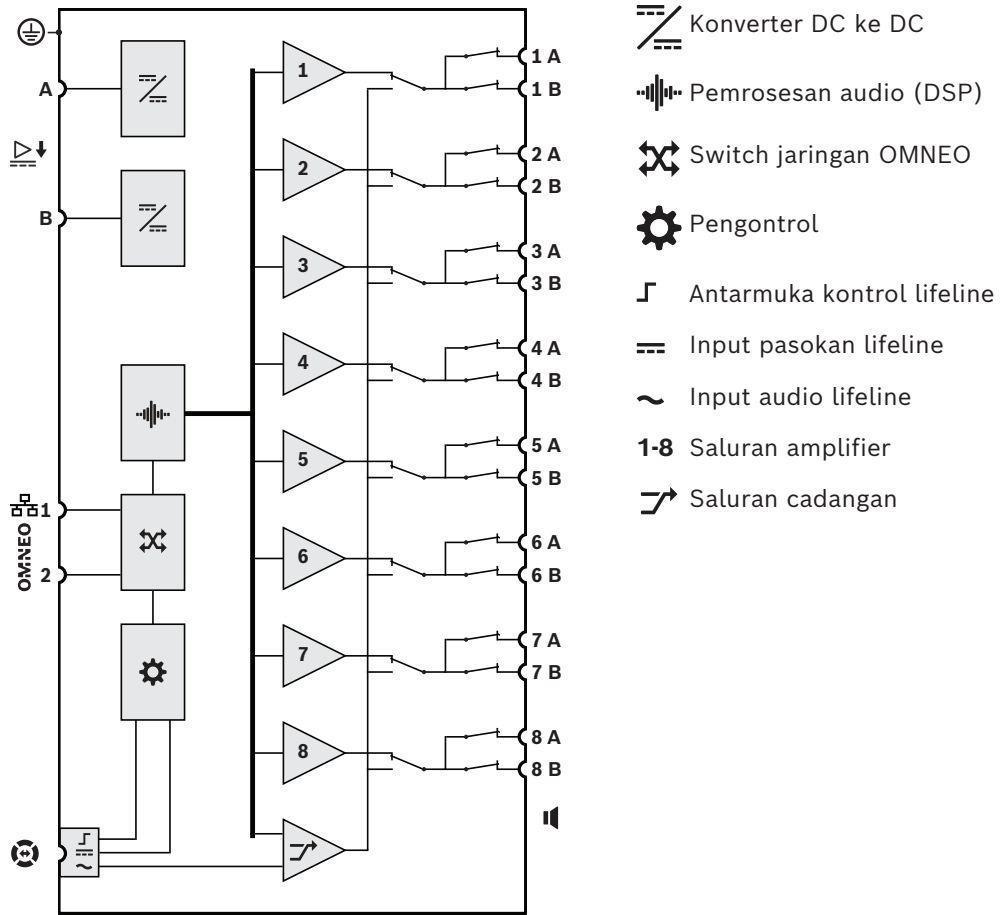 A
B
OMNEO
1
2
1
2
3
4
5
6
7
8
1 A
1 B
2 A
2 B
3 A
3 B
4 A
4 B
5 A
5 B
6 A
6 B
7 A
7 B
8 A
8 B
Konverter DC ke DC
Pemrosesan audio (DSP)
Switch jaringan OMNEO
Pengontrol
Antarmuka kontrol lifeline
Input pasokan lifeline
Input audio lifeline
1-8 Saluran amplifier
Saluran cadangan